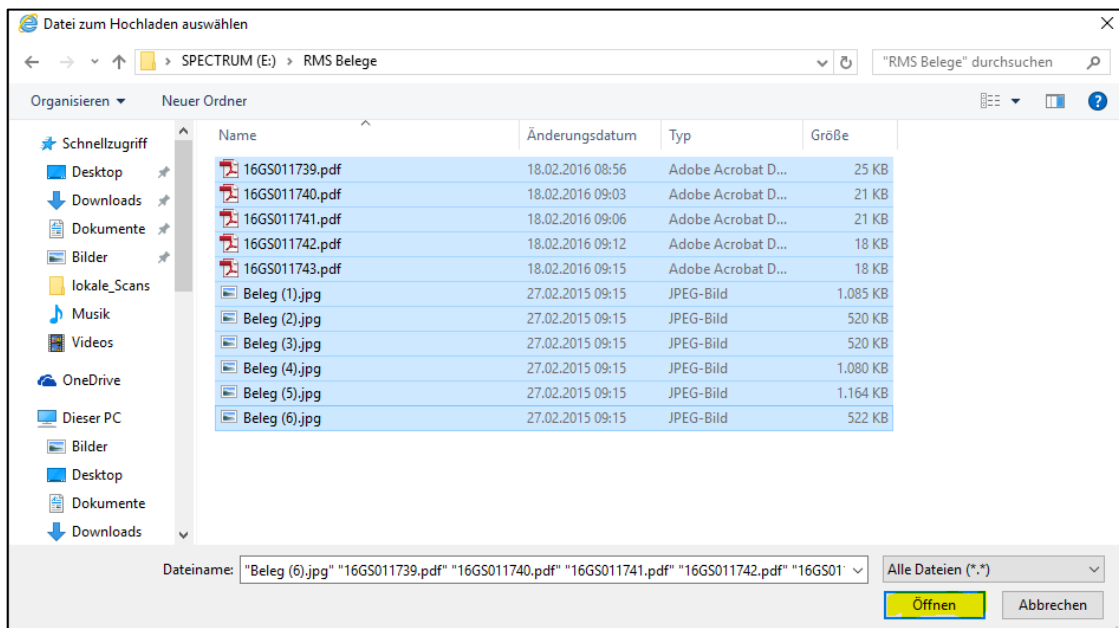 Datei zum Hochladen auswählen
SPECTRUM (E:) > RMS Belege
"RMS Belege" durchsuchen
Organisieren
Neuer Ordner
Name Änderungsdatum Typ Größe
16GS011739.pdf 18.02.2016 08:56 Adobe Acrobat D... 25 KB
16GS011740.pdf 18.02.2016 09:03 Adobe Acrobat D... 21 KB
16GS011741.pdf 18.02.2016 09:06 Adobe Acrobat D... 21 KB
16GS011742.pdf 18.02.2016 09:12 Adobe Acrobat D... 18 KB
16GS011743.pdf 18.02.2016 09:15 Adobe Acrobat D... 18 KB
Beleg (1).jpg 27.02.2015 09:15 JPEG-Bild 1.085 KB
Beleg (2).jpg 27.02.2015 09:15 JPEG-Bild 520 KB
Beleg (3).jpg 27.02.2015 09:15 JPEG-Bild 520 KB
Beleg (4).jpg 27.02.2015 09:15 JPEG-Bild 1.080 KB
Beleg (5).jpg 27.02.2015 09:15 JPEG-Bild 1.164 KB
Beleg (6).jpg 27.02.2015 09:15 JPEG-Bild 522 KB
Schnellzugriff
Desktop
Downloads
Dokumente
Bilder
lokale_Scans
Musik
Videos
OneDrive
Dieser PC
Bilder
Desktop
Dokumente
Downloads
Dateiname: "Beleg (6).jpg" "16GS011739.pdf" "16GS011740.pdf" "16GS011741.pdf" "16GS011742.pdf" "16GS01
Alle Dateien (*.*)
Öffnen
Abbrechen